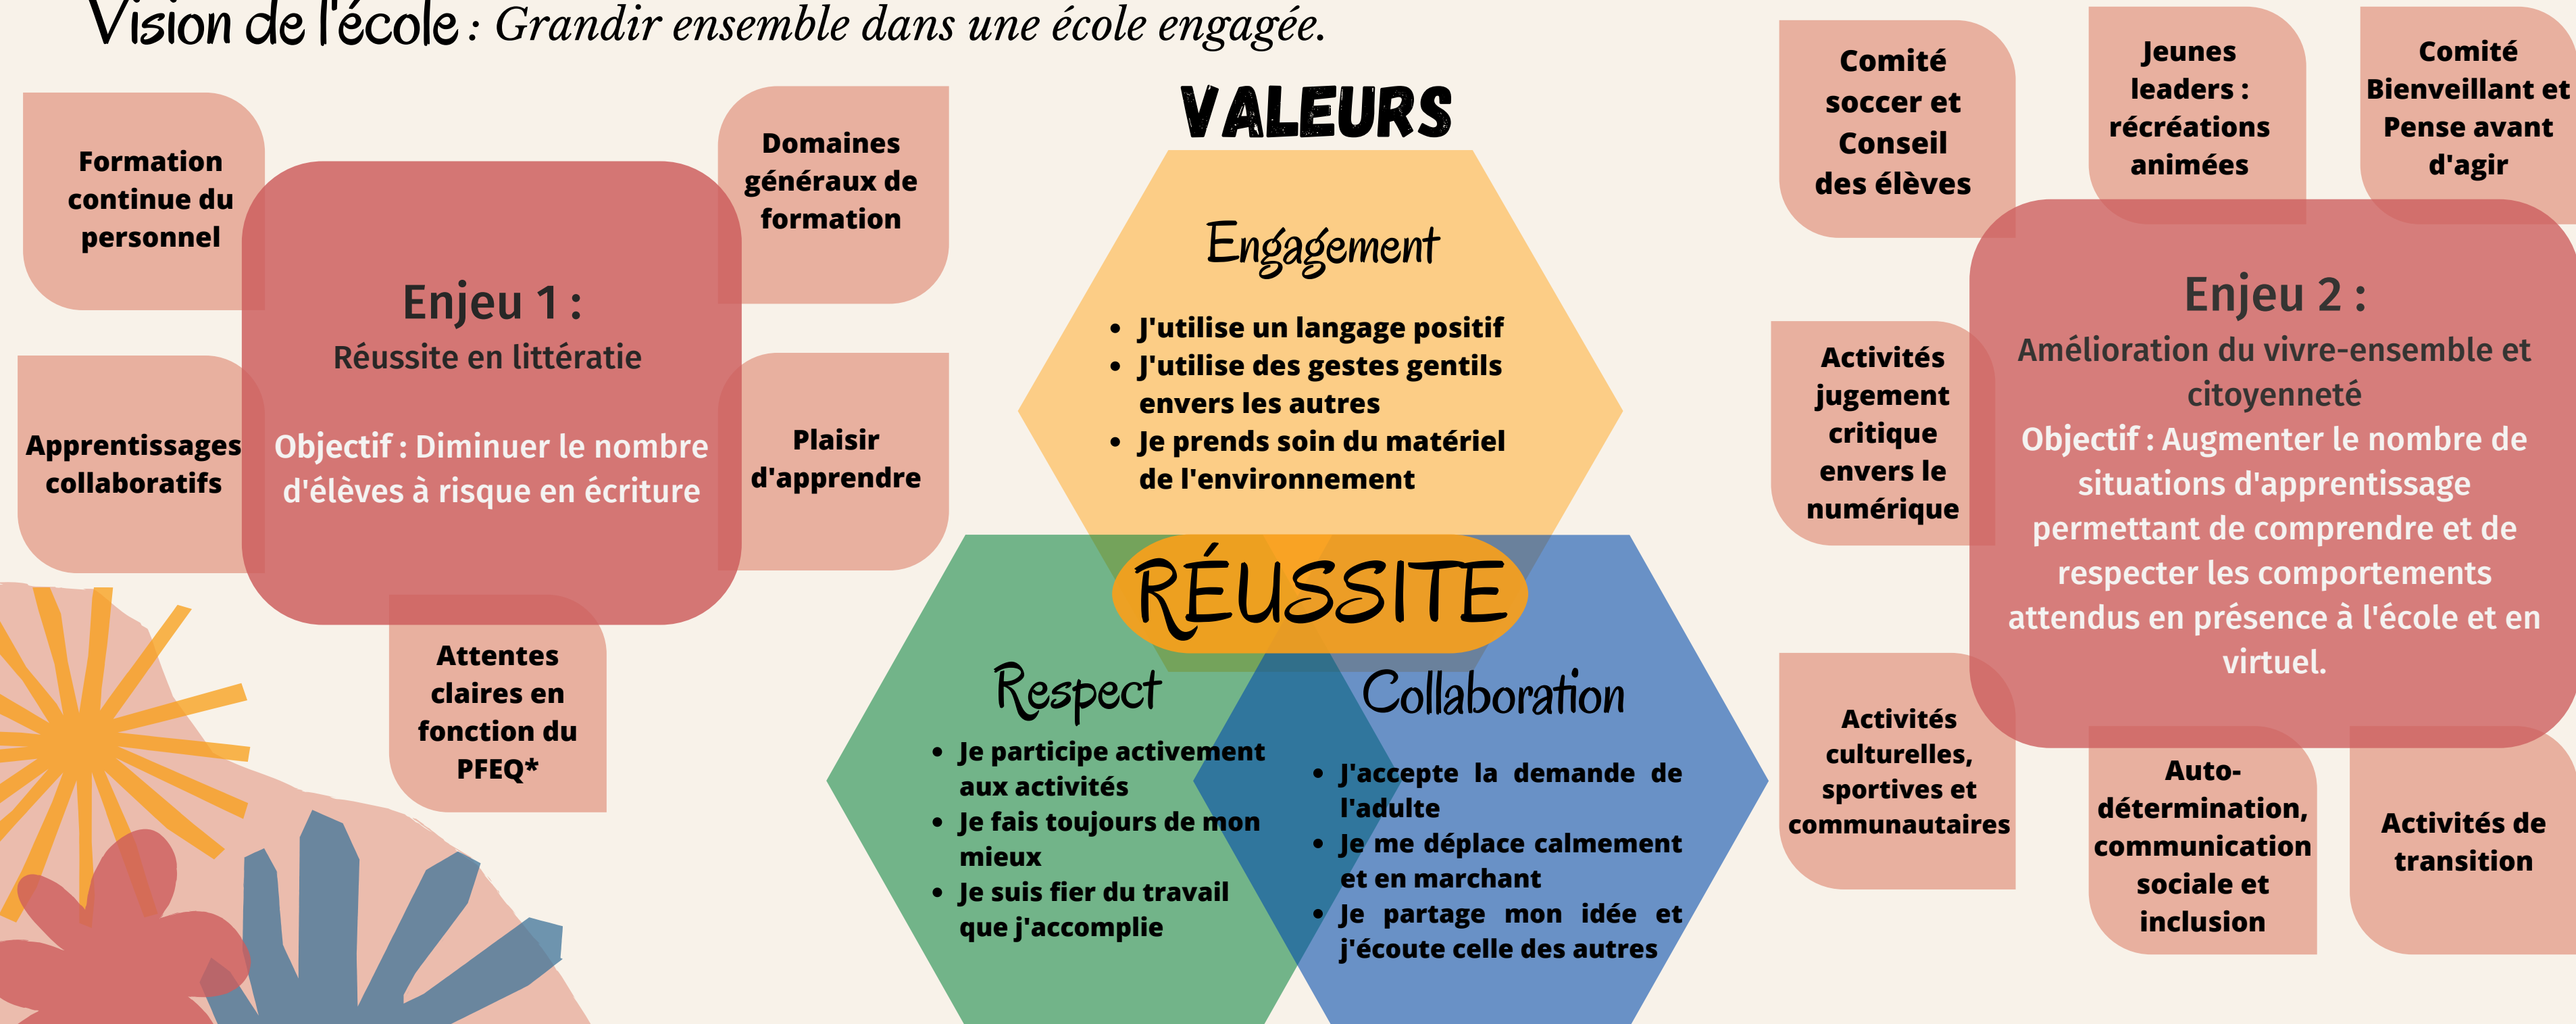 Vision de l'école : Grandir ensemble dans une école engagée.
Formation
continue du
personnel
Domaines
généraux de
formation
Apprentissages
collaboratifs
Plaisir
d'apprendre
Enjeu 1 :
Réussite en littératie
Objectif : Diminuer le nombre
d'élèves à risque en écriture
Attentes
claires en
fonction du
PFEQ*
VALEURS
Engagement
• J'utilise un langage positif
• J'utilise des gestes gentils
envers les autres
• Je prends soin du matériel
de l'environnement
RÉUSSITE
Respect
• Je participe activement
aux activités
• Je fais toujours de mon
mieux
• Je suis fier du travail
que j'accomplie
Collaboration
• J'accepte la demande de
l'adulte
• Je me déplace calmement
et en marchant
• Je partage mon idée et
j'écoute celle des autres
Comité
soccer et
Conseil
des élèves
Jeunes
leaders :
récréations
animées
Comité
Bienveillant et
Pense avant
d'agir
Activités
jugement
critique
envers le
numérique
Enjeu 2 :
Amélioration du vivre-ensemble et
citoyenneté
Objectif : Augmenter le nombre de
situations d'apprentissage
permettant de comprendre et de
respecter les comportements
attendus en présence à l'école et en
virtuel.
Activités
culturelles,
sportives et
communautaires
Auto-
détermination,
communication
sociale et
inclusion
Activités de
transition